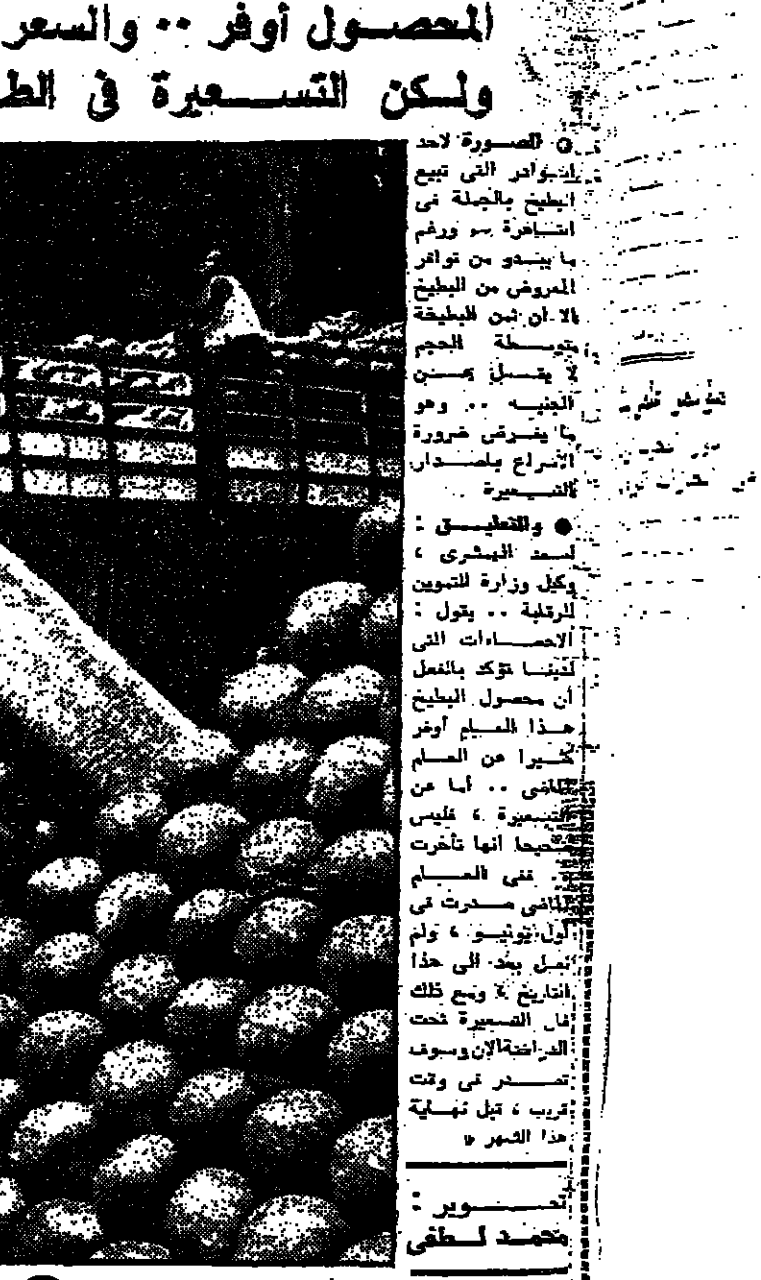 المحصول أوفر .. والسعر
ولكن التسعيرة في الط
● الصورة لاحد
الشوادر التى تبيع
البطيخ بالجملة فى
القاهرة .. ورغم
ما يبدو من توافر
المعروض من البطيخ
الا ان ثمن البطيخة
متوسطة الحجم
لا يقل عن
الجنيه .. وهو
ما يفرض ضرورة
الاسراع باصدار
التسعيرة .
● والتعليق :
لسعد البشرى ،
وكيل وزارة التموين
للرقابة .. يقول :
الاحصاءات التى
لدينا تؤكد بالفعل
أن محصول البطيخ
هذا العام أوفر
كثيرا عن العام
الماضى .. أما عن
التسعيرة ، فليس
صحيحا انها تأخرت
.. ففى العام
الماضى صدرت فى
أول يونيو ، ولم
نصل بعد الى هذا
التاريخ ، ومع ذلك
فان التسعيرة تحت
الدراسة الان وسوف
تصدر فى وقت
قريب ، قبل نهاية
هذا الشهر »
تصوير :
محمد لطفى